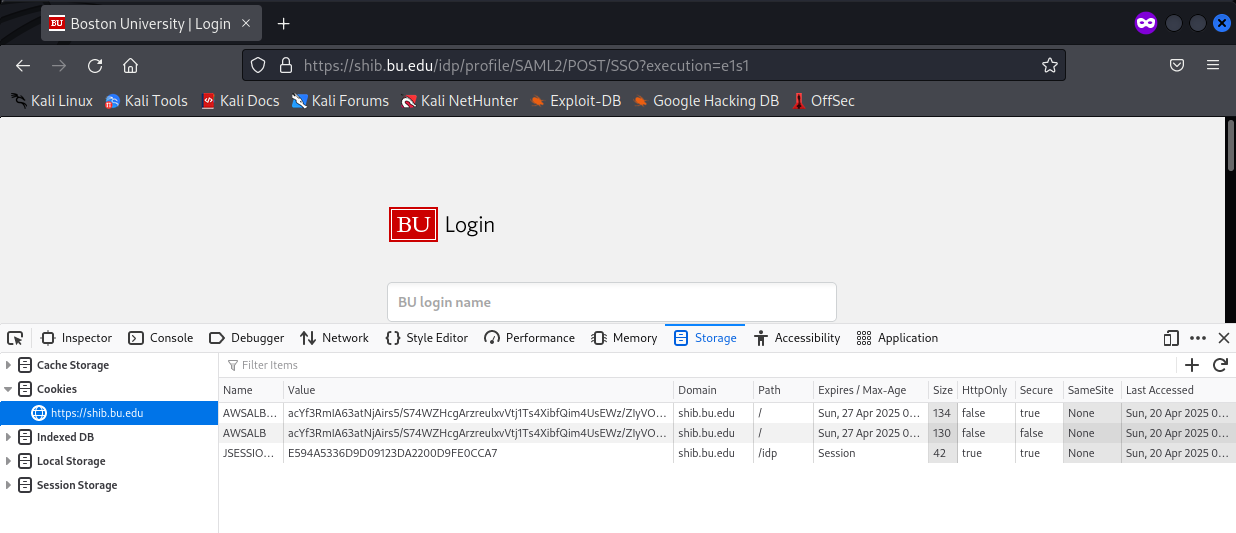 BU Boston University | Login × +
https://shib.bu.edu/idp/profile/SAML2/POST/SSO?execution=e1s1
Kali Linux Kali Tools Kali Docs Kali Forums Kali NetHunter Exploit-DB Google Hacking DB OffSec
BU Login
BU login name
Inspector Console Debugger Network Style Editor Performance Memory Storage Accessibility Application
Cache Storage
Cookies
https://shib.bu.edu
Indexed DB
Local Storage
Session Storage
Filter Items
Name Value Domain Path Expires / Max-Age Size HttpOnly Secure SameSite Last Accessed
AWSALB... acYf3RmIA63atNjAirs5/S74WZHcgArzreulxvVtj1Ts4XibfQim4UsEWz/ZIyVO... shib.bu.edu / Sun, 27 Apr 2025 0... 134 false true None Sun, 20 Apr 2025 0...
AWSALB acYf3RmIA63atNjAirs5/S74WZHcgArzreulxvVtj1Ts4XibfQim4UsEWz/ZIyVO... shib.bu.edu / Sun, 27 Apr 2025 0... 130 false false None Sun, 20 Apr 2025 0...
JSESSIO... E594A5336D9D09123DA2200D9FE0CCA7 shib.bu.edu /idp Session 42 true true None Sun, 20 Apr 2025 0...